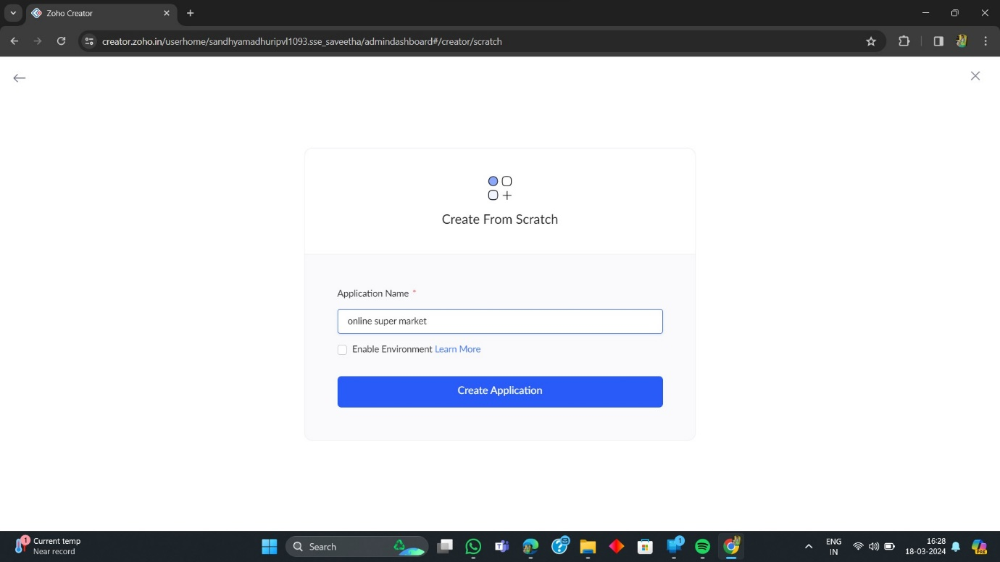 Zoho Creator
creator.zoho.in/userhome/sandhyamadhuripvl1093.sse_saveetha/admindashboard#/creator/scratch
Create From Scratch
Application Name *
online super market
Enable Environment Learn More
Create Application
1
Current temp
Near record
Search
1
ENG
IN
16:28
18-03-2024
PRE